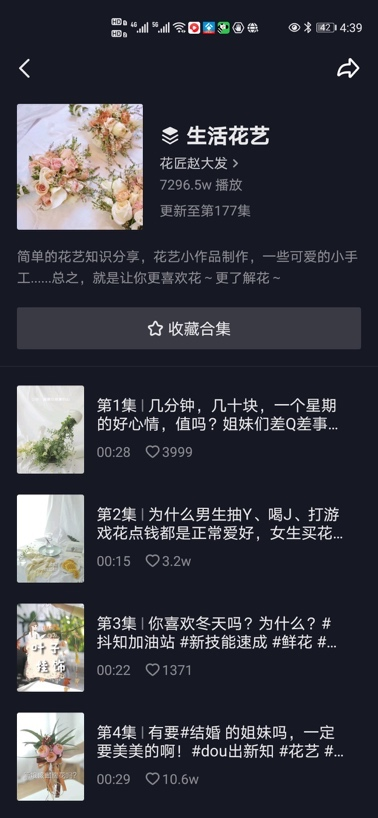 HD
HD
4G
5G
42
4:39
生活花艺
花匠赵大发
7296.5w 播放
更新至第177集
简单的花艺知识分享，花艺小作品制作，一些可爱的小手
工......总之，就是让你更喜欢花～更了解花～
收藏合集
第1集 | 几分钟，几十块，一个星期
的好心情，值吗？姐妹们差Q差事...
00:28 3999
第2集 | 为什么男生抽Y、喝J、打游
戏花点钱都是正常爱好，女生买花...
00:15 3.2w
叶子
挂饰
第3集 | 你喜欢冬天吗？为什么？#
抖知加油站 #新技能速成 #鲜花 #...
00:22 1371
第4集 | 有要#结婚 的姐妹吗，一定
要美美的啊！#dou出新知 #花艺 #...
00:29 10.6w